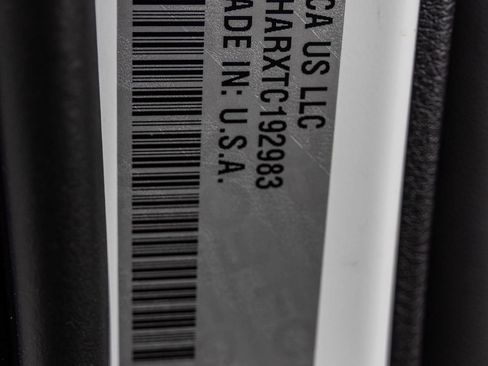 CA US LLC
HARXTC192983
ADE IN: U.S.A.